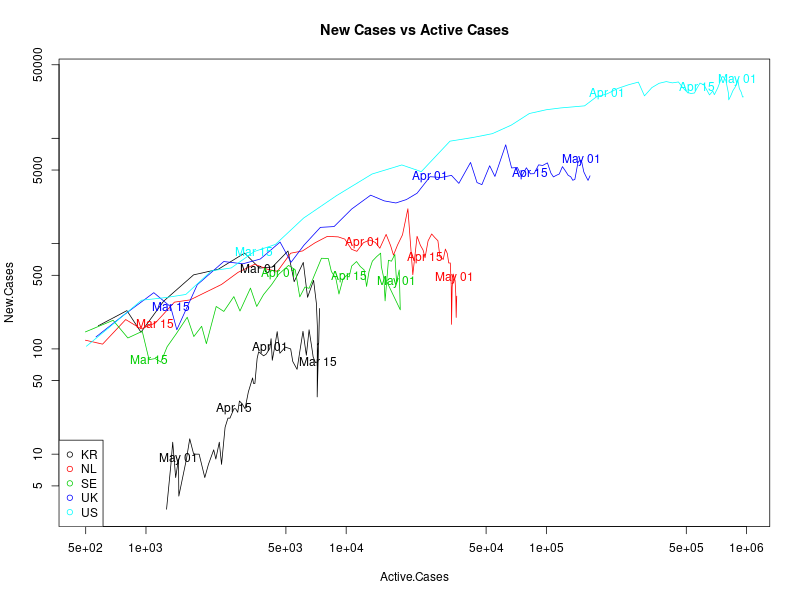 New Cases vs Active Cases
50000
5000
500
100
50
10
5
New.Cases
Apr 01
Apr 15
May 01
May 01
Apr 01
Apr 15
Mar 15
Apr 01
Apr 15
May 01
May 01
Apr 01
Apr 15
May 01
Mar 15
Mar 15
Mar 15
Apr 01
Mar 15
Apr 15
May 01
KR
NL
SE
UK
US
5e+02
1e+03
5e+03
1e+04
5e+04
1e+05
5e+05
1e+06
Active.Cases